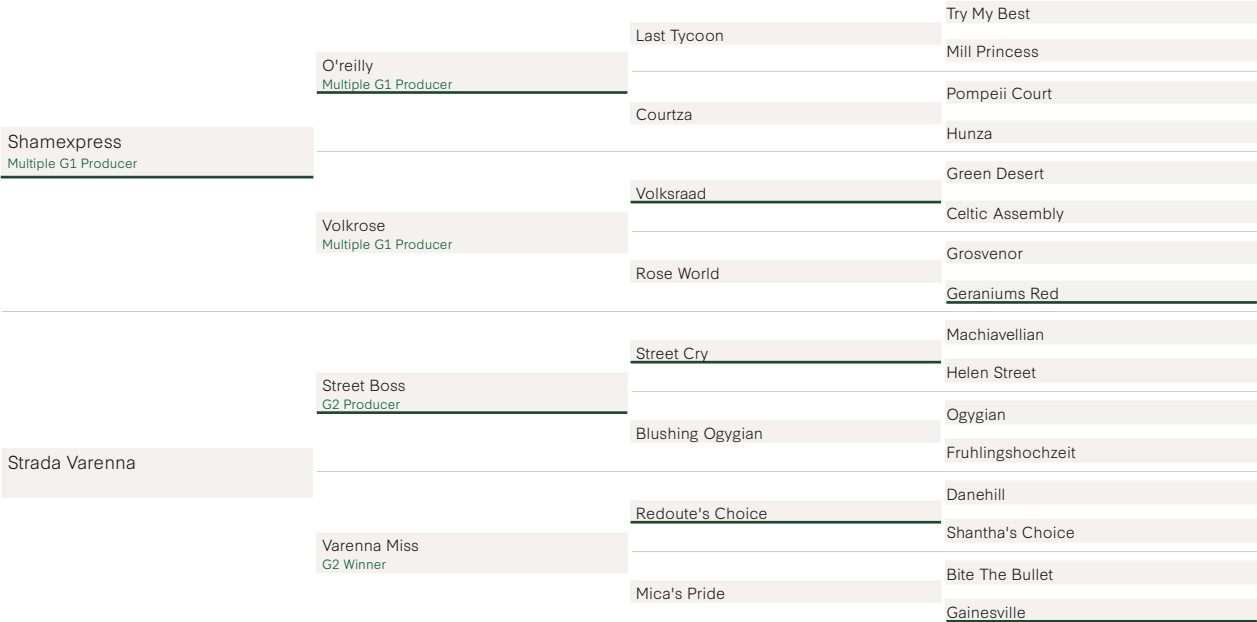 Shamexpress
Multiple G1 Producer
Strada Varenna
O'reilly
Multiple G1 Producer
Volkrose
Multiple G1 Producer
Street Boss
G2 Producer
Varenna Miss
G2 Winner
Last Tycoon
Courtza
Volksraad
Rose World
Street Cry
Blushing Ogygian
Redoute's Choice
Mica's Pride
Try My Best
Mill Princess
Pompeii Court
Hunza
Green Desert
Celtic Assembly
Grosvenor
Geraniums Red
Machiavellian
Helen Street
Ogygian
Fruhlingshochzeit
Danehill
Shantha's Choice
Bite The Bullet
Gainesville